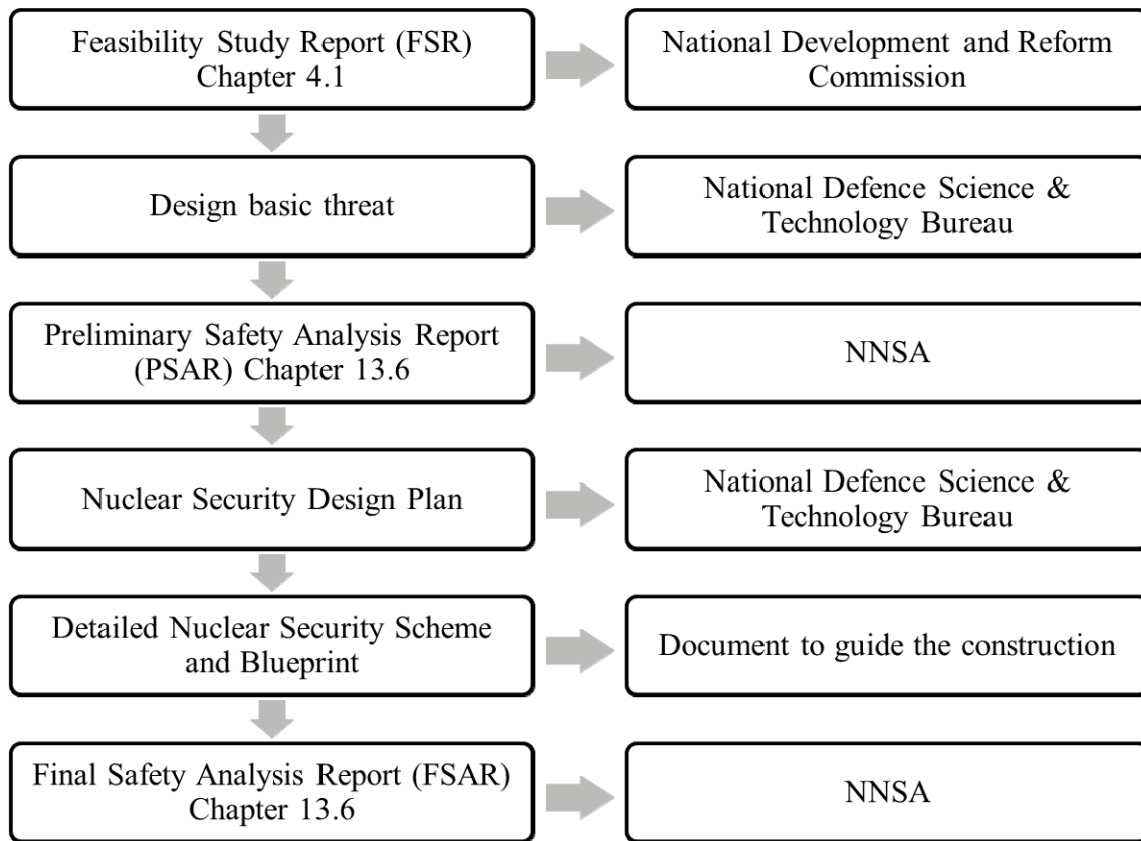 Feasibility Study Report (FSR)
Chapter 4.1
National Development and Reform
Commission
Design basic threat
National Defence Science &
Technology Bureau
Preliminary Safety Analysis Report
(PSAR) Chapter 13.6
NNSA
Nuclear Security Design Plan
National Defence Science &
Technology Bureau
Detailed Nuclear Security Scheme
and Blueprint
Document to guide the construction
Final Safety Analysis Report (FSAR)
Chapter 13.6
NNSA